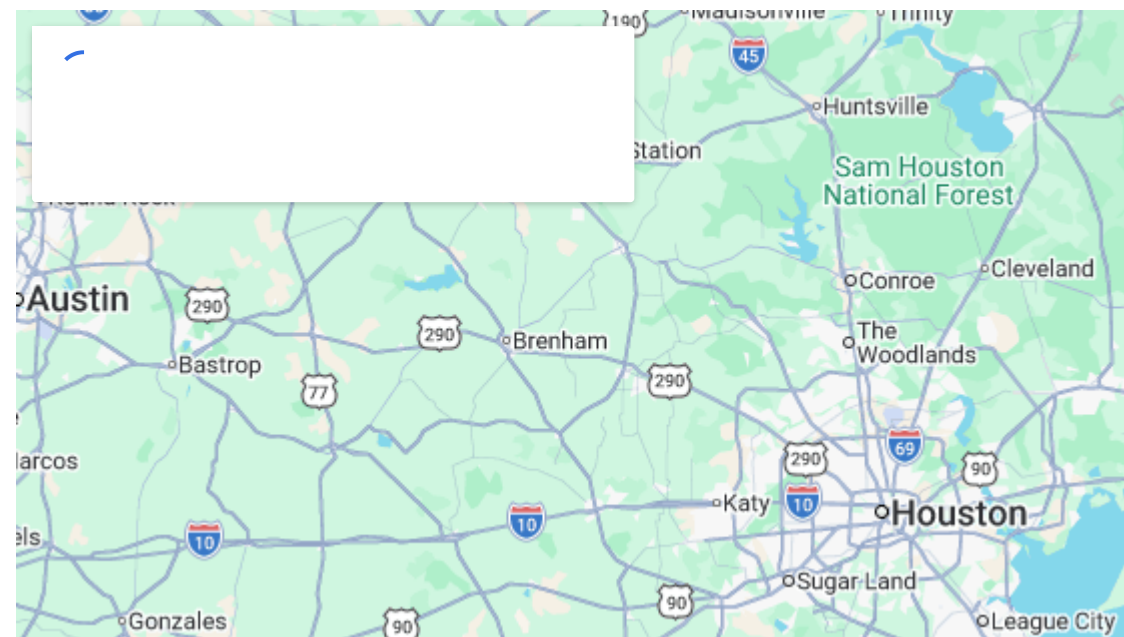 190
Madisonville
Trinity
45
Huntsville
Station
Sam Houston
National Forest
Round Rock
Conroe
Cleveland
Austin
290
290
Brenham
The
Woodlands
Bastrop
77
290
290
69
90
Katy
10
Houston
10
10
Sugar Land
90
Gonzales
90
League City
arcos
els